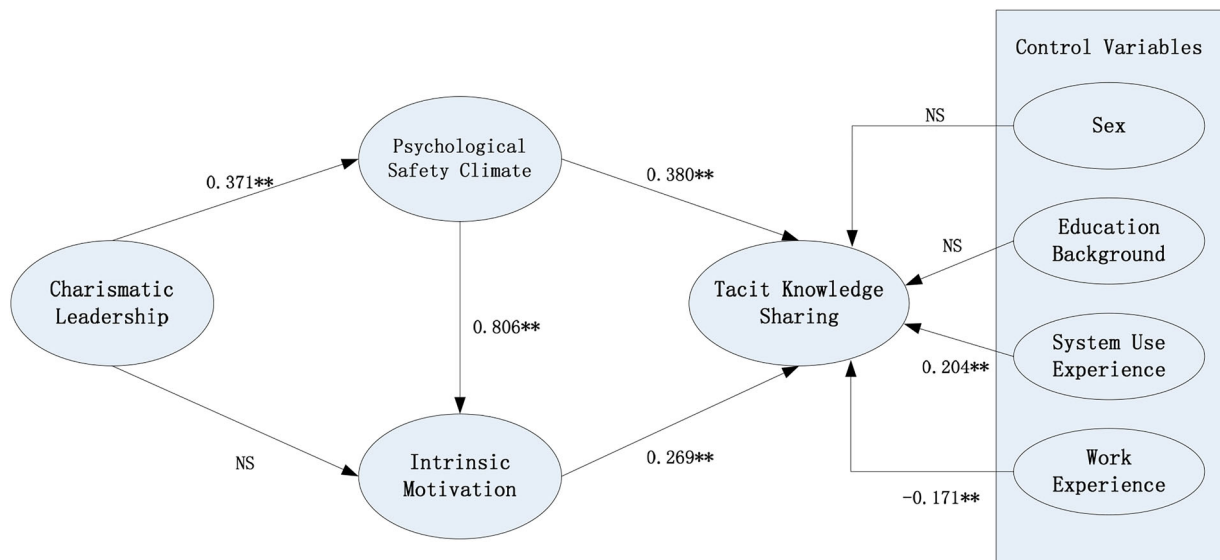 Control Variables
Sex
NS
Psychological
Safety Climate
0.371**
0.380**
Education
Background
NS
Charismatic
Leadership
Tacit Knowledge
Sharing
0.806**
System Use
Experience
0.204**
NS
Intrinsic
Motivation
0.269**
Work
Experience
-0.171**